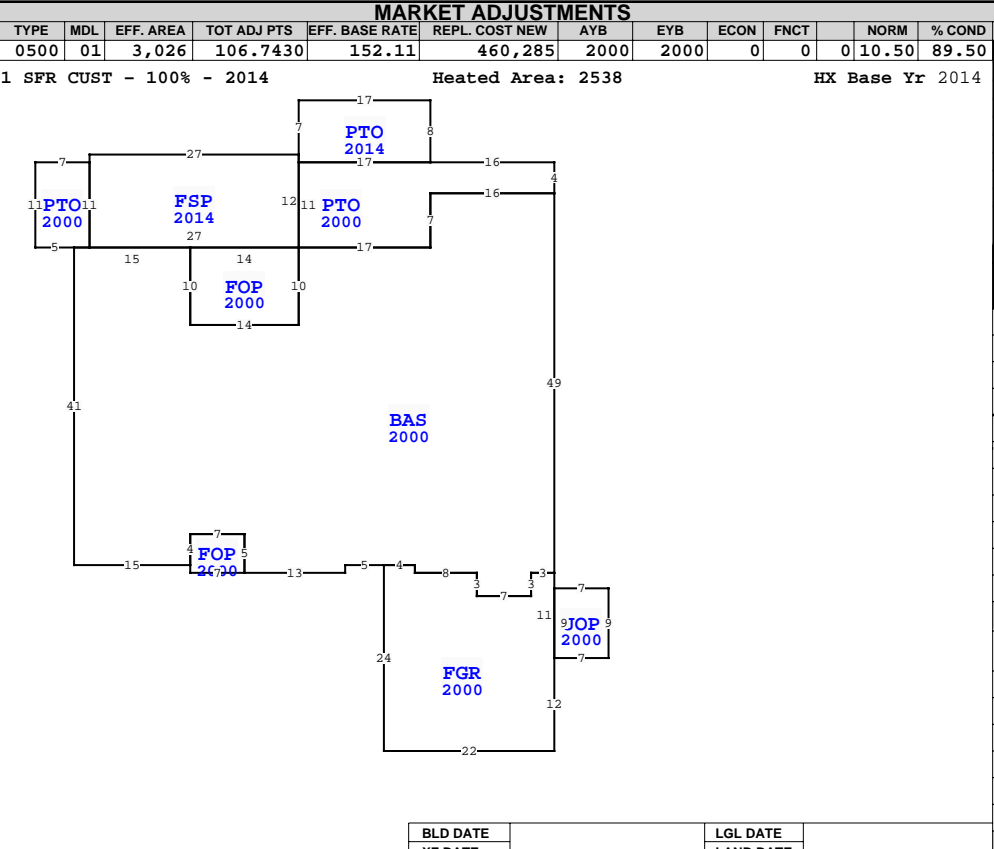 MARKET ADJUSTMENTS
TYPE MDL EFF. AREA TOT ADJ PTS EFF. BASE RATE REPL. COST NEW AYB EYB ECON FNCT NORM % COND
0500 01 3,026 106.7430 152.11 460,285 2000 2000 0 0 0 10.50 89.50
1 SFR CUST - 100% - 2014 Heated Area: 2538 HX Base Yr 2014
17
7 PTO 8
2014
27 17 16
7 4
16
11 PTO 11 FSP 12 11 PTO
2000 2014 2000 7
27
5 17
15 14
10 FOP 10
2000
14
49
41
BAS
2000
7
4 FOP 5
2000
15 7 13 5 4 8 3
3 7 3
7
11 9 JOP 9
2000
24 7
FGR
2000
12
22
BLD DATE LGL DATE